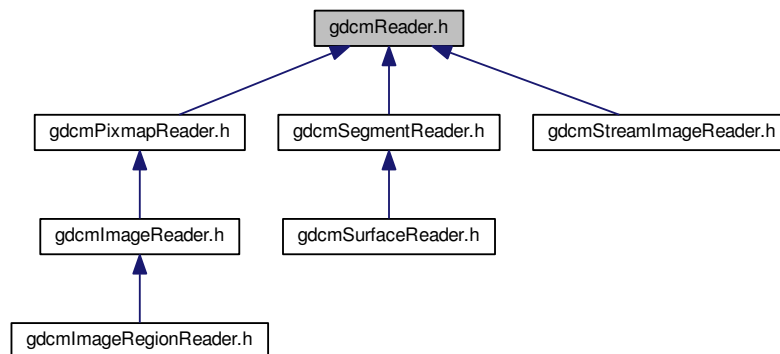 gdcmReader.h
gdcmPixmapReader.h
gdcmSegmentReader.h
gdcmStreamImageReader.h
gdcmImageReader.h
gdcmSurfaceReader.h
gdcmImageRegionReader.h